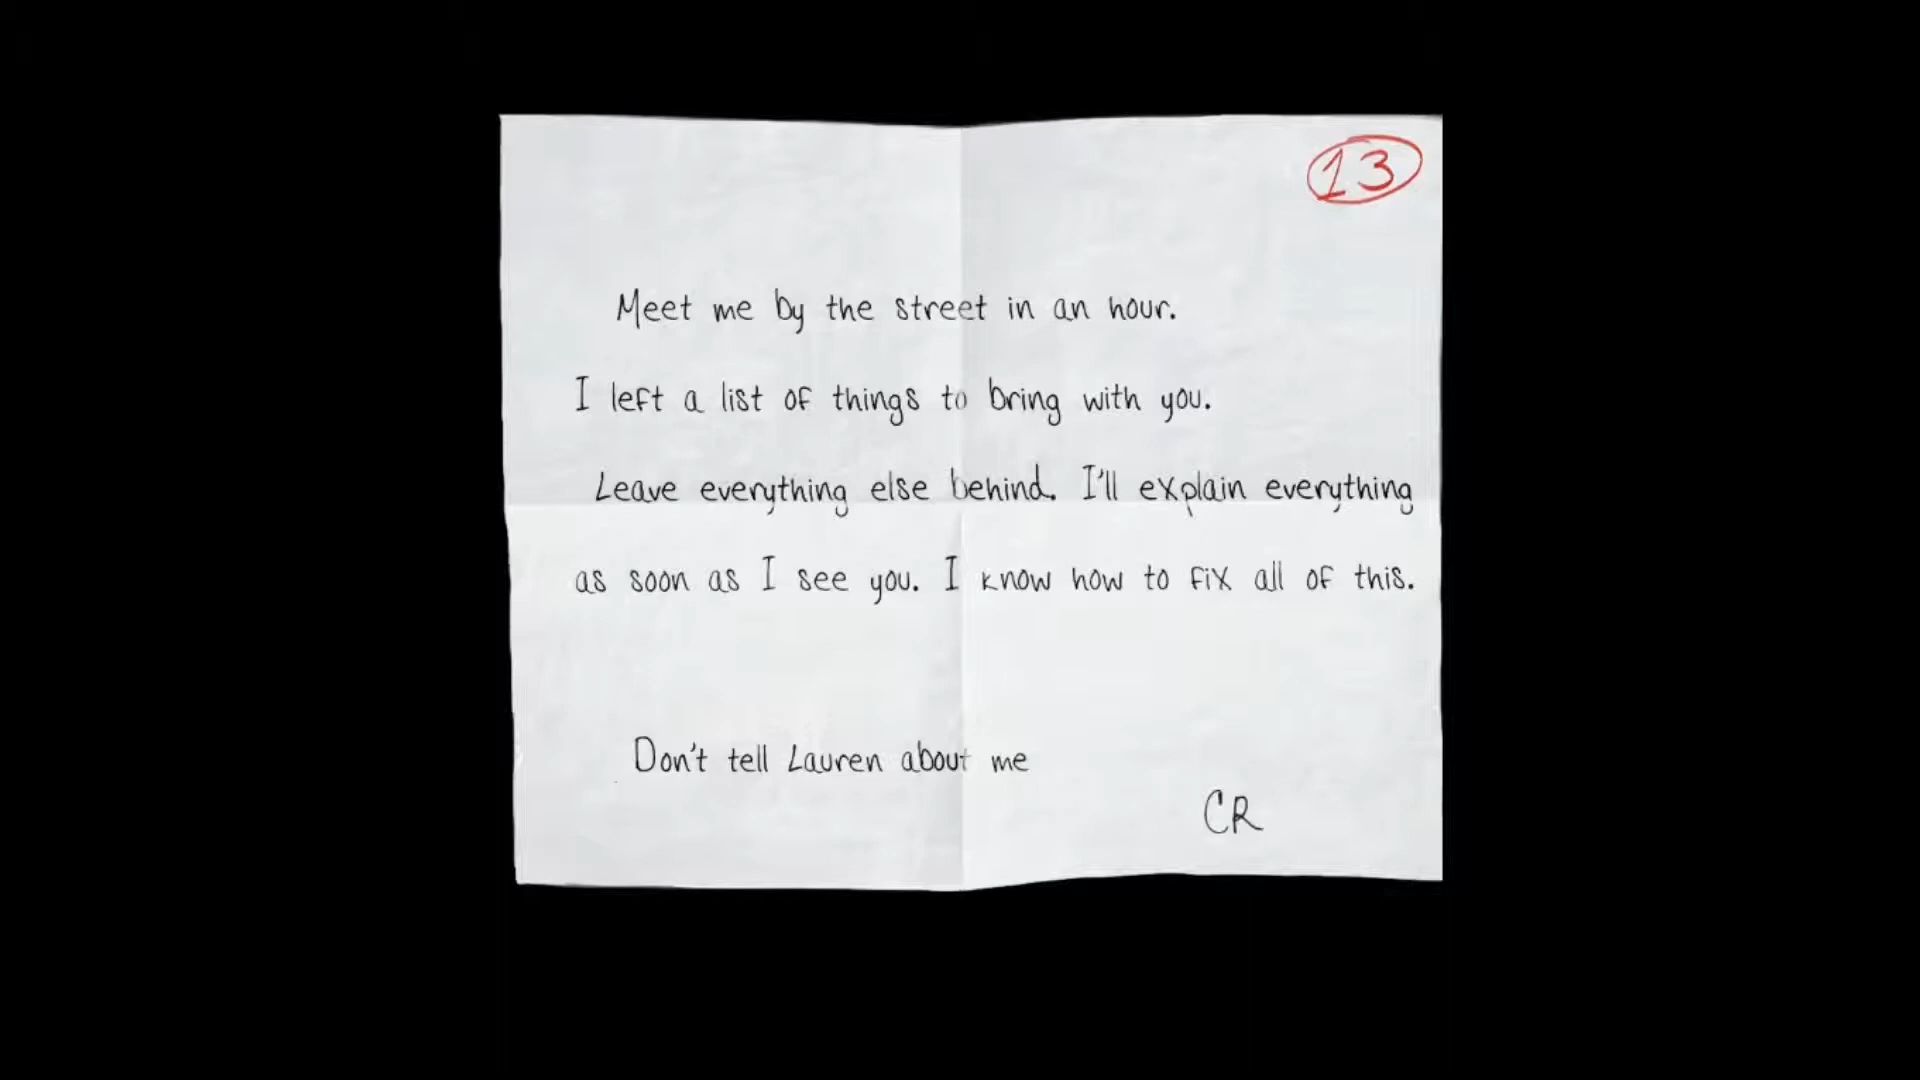 13
Meet me by the street in an hour.
I left a list of things to bring with you.
Leave everything else behind. I'll explain everything
as soon as I see you. I know how to fix all of this.
Don't tell Lauren about me
CR